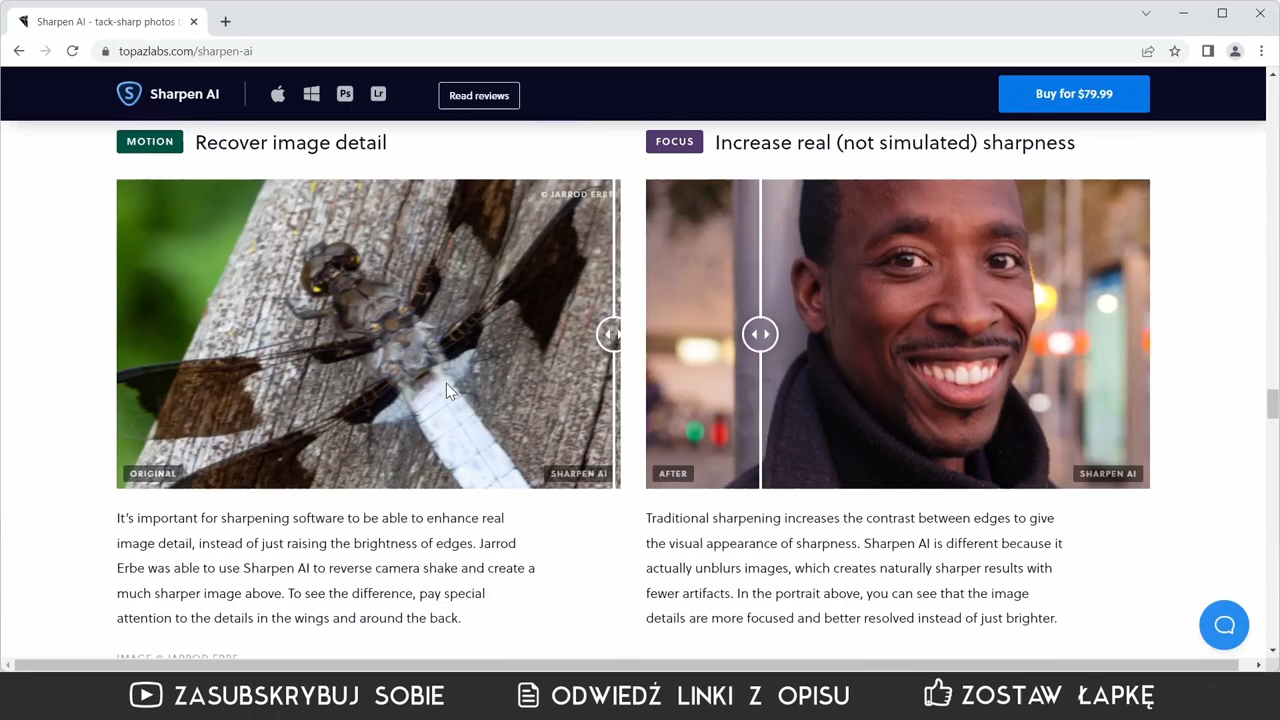 Sharpen AI - tack-sharp photos t
topazlabs.com/sharpen-ai
S Sharpen AI
Ps
Lr
Read reviews
Buy for $79.99
MOTION Recover image detail
© JARROD ERBE
ORIGINAL
SHARPEN AI
It's important for sharpening software to be able to enhance real
image detail, instead of just raising the brightness of edges. Jarrod
Erbe was able to use Sharpen AI to reverse camera shake and create a
much sharper image above. To see the difference, pay special
attention to the details in the wings and around the back.
IMAGE © JARROD ERBE
FOCUS Increase real (not simulated) sharpness
AFTER
SHARPEN AI
Traditional sharpening increases the contrast between edges to give
the visual appearance of sharpness. Sharpen AI is different because it
actually unblurs images, which creates naturally sharper results with
fewer artifacts. In the portrait above, you can see that the image
details are more focused and better resolved instead of just brighter.
ZASUBSKRYBUJ SOBIE
ODWIEDŹ LINKI Z OPISU
ZOSTAW ŁAPKĘ